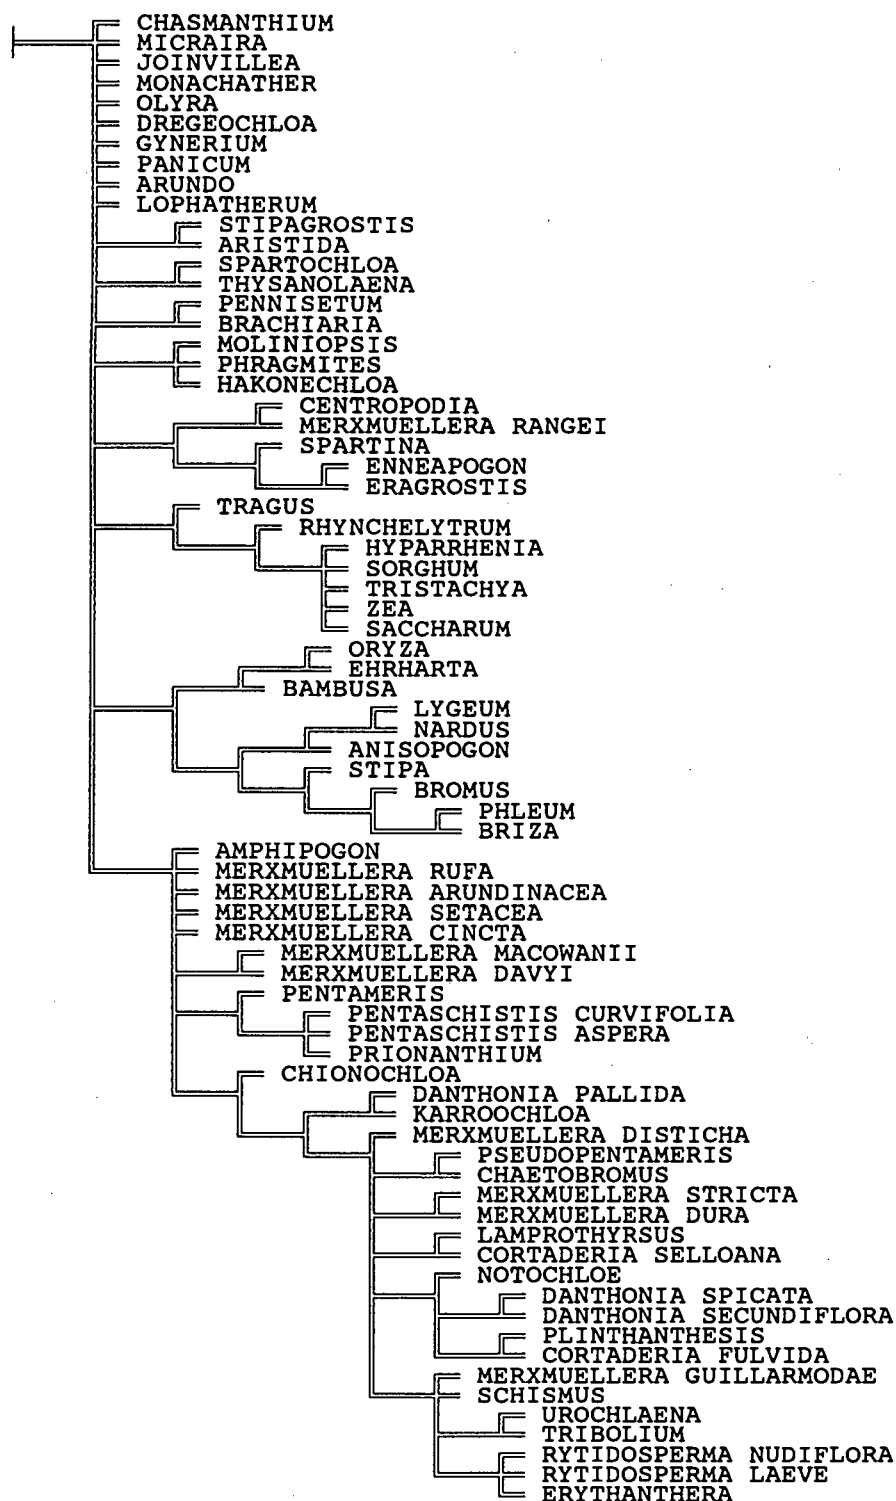 CHASMANTHIUM
MICRAIRA
JOINVILLEA
MONACHATHER
OLYRA
DREGEOCHLOA
GYNERIUM
PANICUM
ARUNDO
LOPHATHERUM
STIPAGROSTIS
ARISTIDA
SPARTOCHLOA
THYSANOLAENA
PENNISETUM
BRACHIARIA
MOLINIOPSIS
PHRAGMITES
HAKONECHLOA
CENTROPODIA
MERXMUELLERA RANGEI
SPARTINA
ENNEAPOGON
ERAGROSTIS
TRAGUS
RHYNCHELYTRUM
HYPARRHENIA
SORGHUM
TRISTACHYA
ZEA
SACCHARUM
ORYZA
EHRHARTA
BAMBUSA
LYGEUM
NARDUS
ANISOPOGON
STIPA
BROMUS
PHLEUM
BRIZA
AMPHIPOGON
MERXMUELLERA RUFA
MERXMUELLERA ARUNDINACEA
MERXMUELLERA SETACEA
MERXMUELLERA CINCTA
MERXMUELLERA MACOWANII
MERXMUELLERA DAVYI
PENTAMERIS
PENTASCHISTIS CURVIFOLIA
PENTASCHISTIS ASPERA
PRIONANTHIUM
CHIONOCHLOA
DANTHONIA PALLIDA
KARROOCHLOA
MERXMUELLERA DISTICHA
PSEUDOPENTAMERIS
CHAETOBROMUS
MERXMUELLERA STRICTA
MERXMUELLERA DURA
LAMPROTHYRSUS
CORTADERIA SELLOANA
NOTOCHLOE
DANTHONIA SPICATA
DANTHONIA SECUNDIFLORA
PLINTHANTHESIS
CORTADERIA FULVIDA
MERXMUELLERA GUILLARMODAE
SCHISMUS
UROCHLAENA
TRIBOLIUM
RYTIDOSPERMA NUDIFLORA
RYTIDOSPERMA LAEVE
ERYTHANTHERA